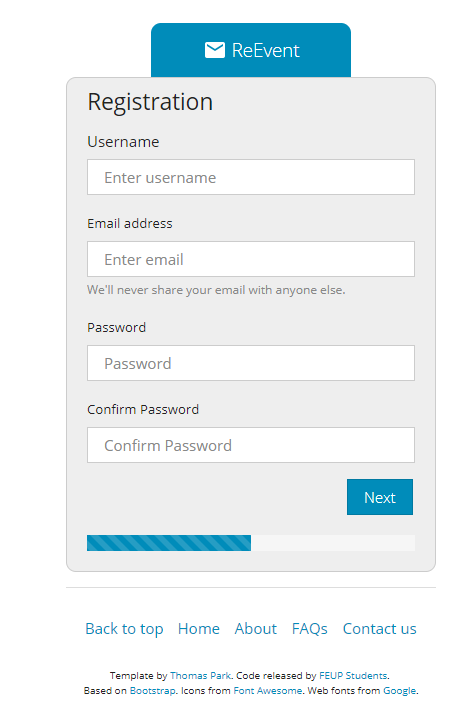 ReEvent
Registration
Username
Enter username
Email address
Enter email
We'll never share your email with anyone else.
Password
Password
Confirm Password
Confirm Password
Next
Back to top Home About FAQs Contact us
Template by Thomas Park. Code released by FEUP Students.
Based on Bootstrap. Icons from Font Awesome. Web fonts from Google.